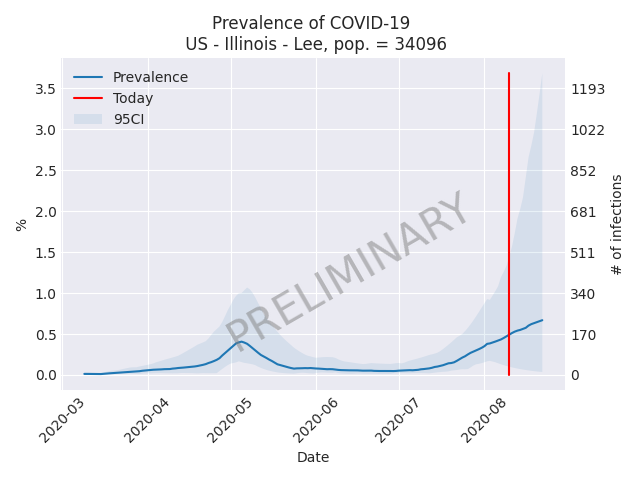 Prevalence of COVID-19
US - Illinois - Lee, pop. = 34096
Prevalence
Today
95CI
3.5
3.0
2.5
2.0
1.5
1.0
0.5
0.0
%
1193
1022
852
681
511
340
170
0
# of infections
PRELIMINARY
2020-03
2020-04
2020-05
2020-06
2020-07
2020-08
Date